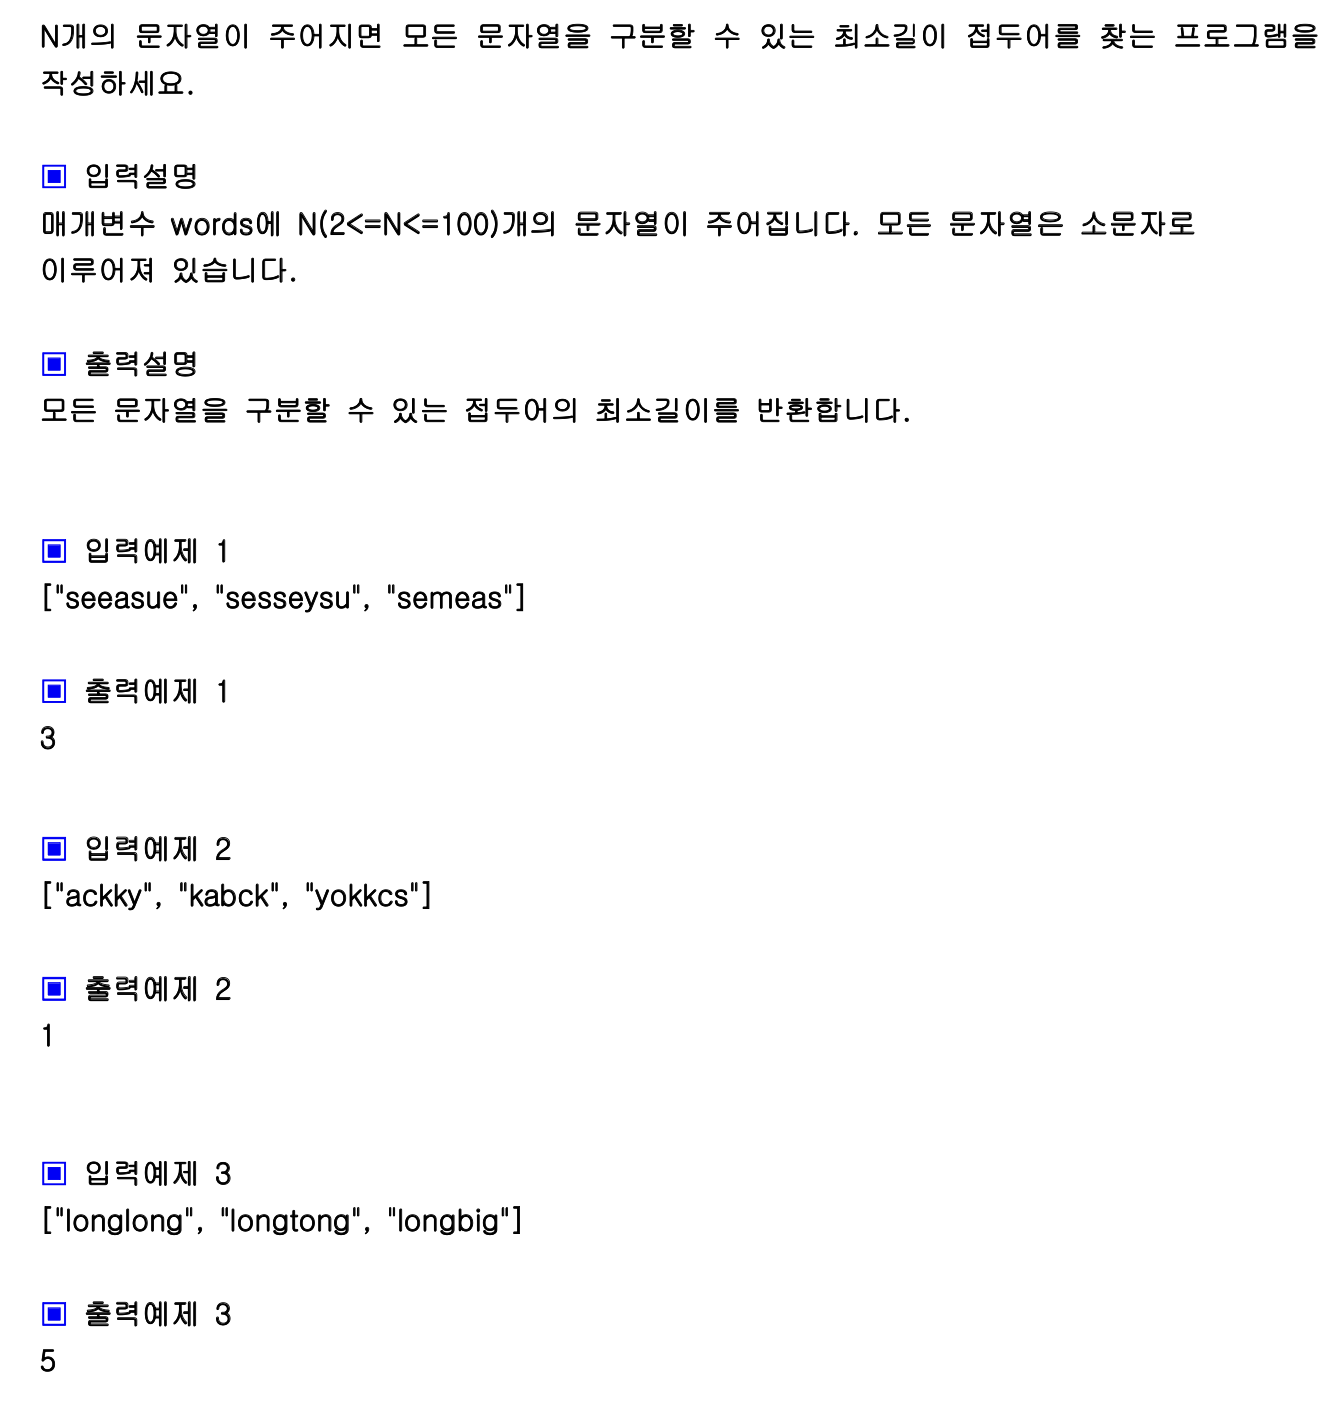 N개의 문자열이 주어지면 모든 문자열을 구분할 수 있는 최소길이 접두어를 찾는 프로그램을
작성하세요.
▣ 입력설명
매개변수 words에 N(2<=N<=100)개의 문자열이 주어집니다. 모든 문자열은 소문자로
이루어져 있습니다.
▣ 출력설명
모든 문자열을 구분할 수 있는 접두어의 최소길이를 반환합니다.
▣ 입력예제 1
["seeasue", "sesseysu", "semeas"]
▣ 출력예제 1
3
▣ 입력예제 2
["ackky", "kabck", "yokkcs"]
▣ 출력예제 2
1
▣ 입력예제 3
["longlong", "longtong", "longbig"]
▣ 출력예제 3
5